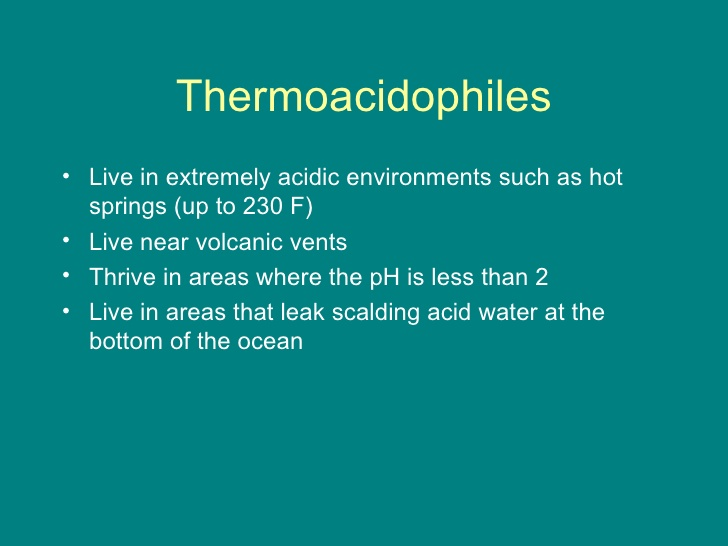 Thermoacidophiles
• Live in extremely acidic environments such as hot
springs (up to 230 F)
• Live near volcanic vents
• Thrive in areas where the pH is less than 2
• Live in areas that leak scalding acid water at the
bottom of the ocean